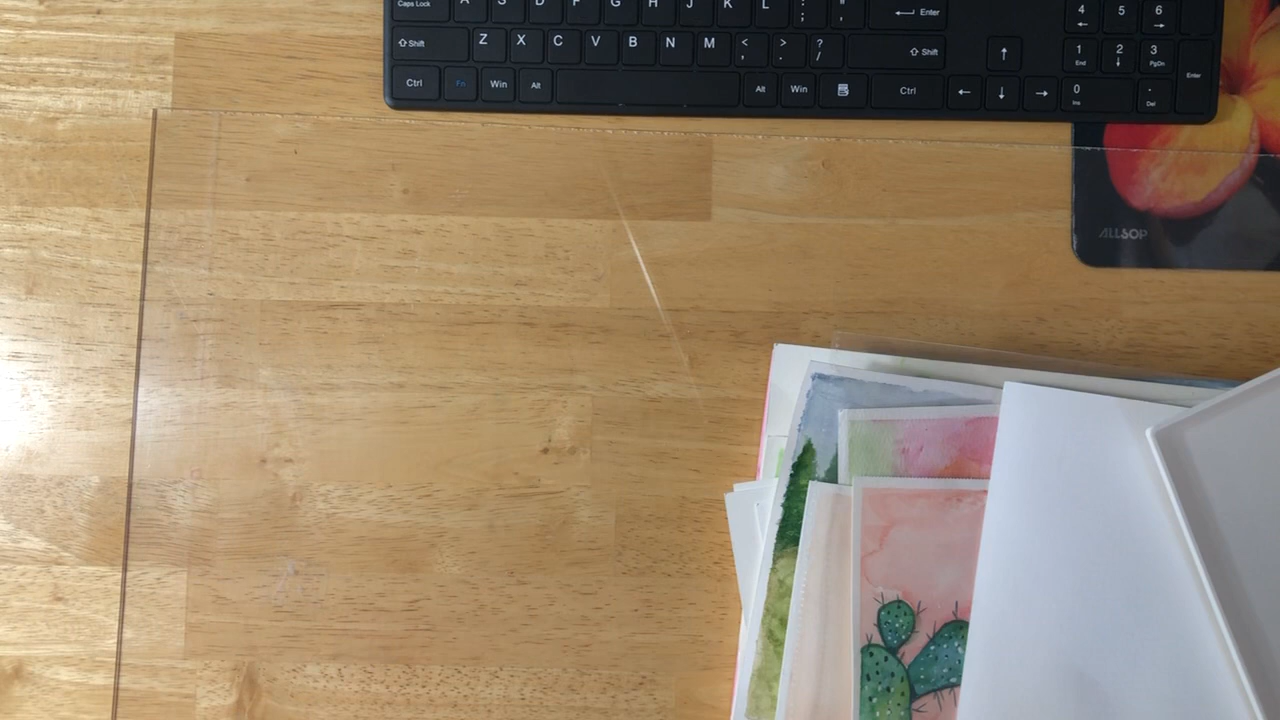 Caps Lock A S D F G H J K L : ; " ' Enter 4 5 6
Shift Z X C V B N M < , > . ? / Shift 1 End 2 3 PgDn Enter
Ctrl Fn Win Alt Alt Win Ctrl 0 Ins . Del
ALLSOP